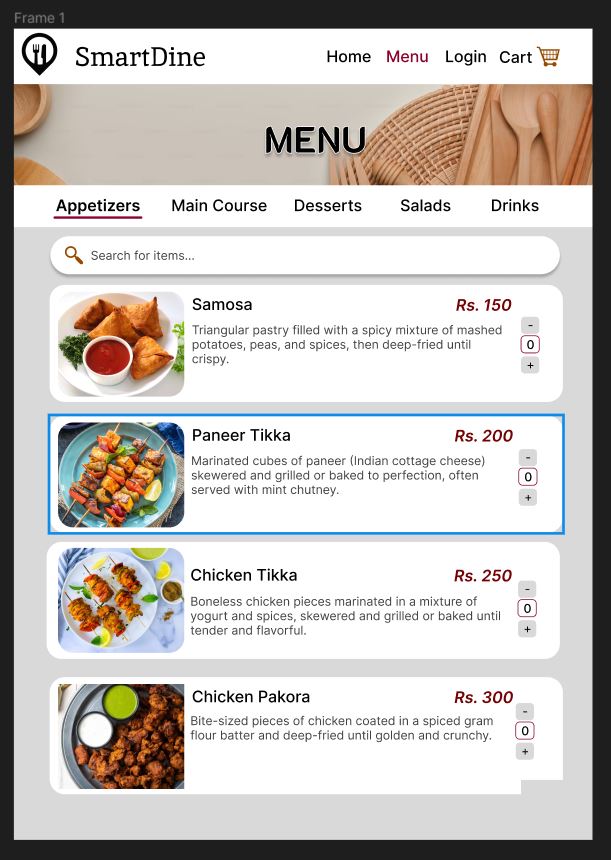 Frame 1
SmartDine
Home Menu Login Cart
MENU
Appetizers Main Course Desserts Salads Drinks
Search for items...
Samosa Rs. 150
Triangular pastry filled with a spicy mixture of mashed
potatoes, peas, and spices, then deep-fried until
crispy.
-
0
+
Paneer Tikka Rs. 200
Marinated cubes of paneer (Indian cottage cheese)
skewered and grilled or baked to perfection, often
served with mint chutney.
-
0
+
Chicken Tikka Rs. 250
Boneless chicken pieces marinated in a mixture of
yogurt and spices, skewered and grilled or baked until
tender and flavorful.
-
0
+
Chicken Pakora Rs. 300
Bite-sized pieces of chicken coated in a spiced gram
flour batter and deep-fried until golden and crunchy.
-
0
+